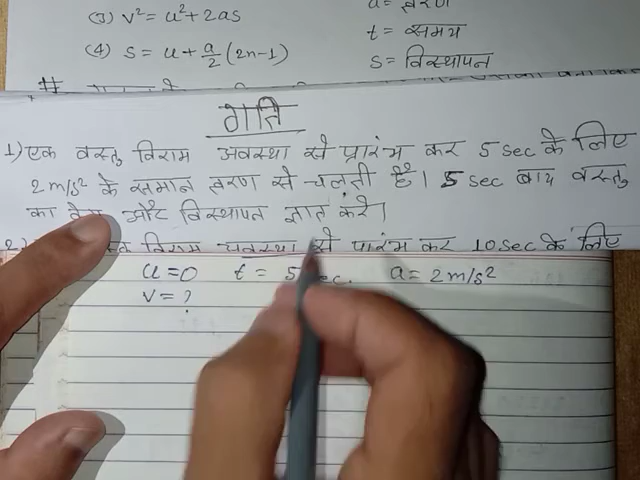 (3) v² = u² + 2as
(4) s = u + a/2 (2n-1)
a = त्वरण
t = समय
s = विस्थापन
#
गति
1) एक वस्तु विराम अवस्था से प्रारंभ कर 5 sec के लिए
2 m/s² के समान त्वरण से चलती है। 5 sec बाद वस्तु
का और विस्थापन ज्ञात करे।
2) विराम अवस्था से प्रारंभ कर 10 sec के लिए
u = 0 t = 5 sec. a = 2 m/s²
v = ?